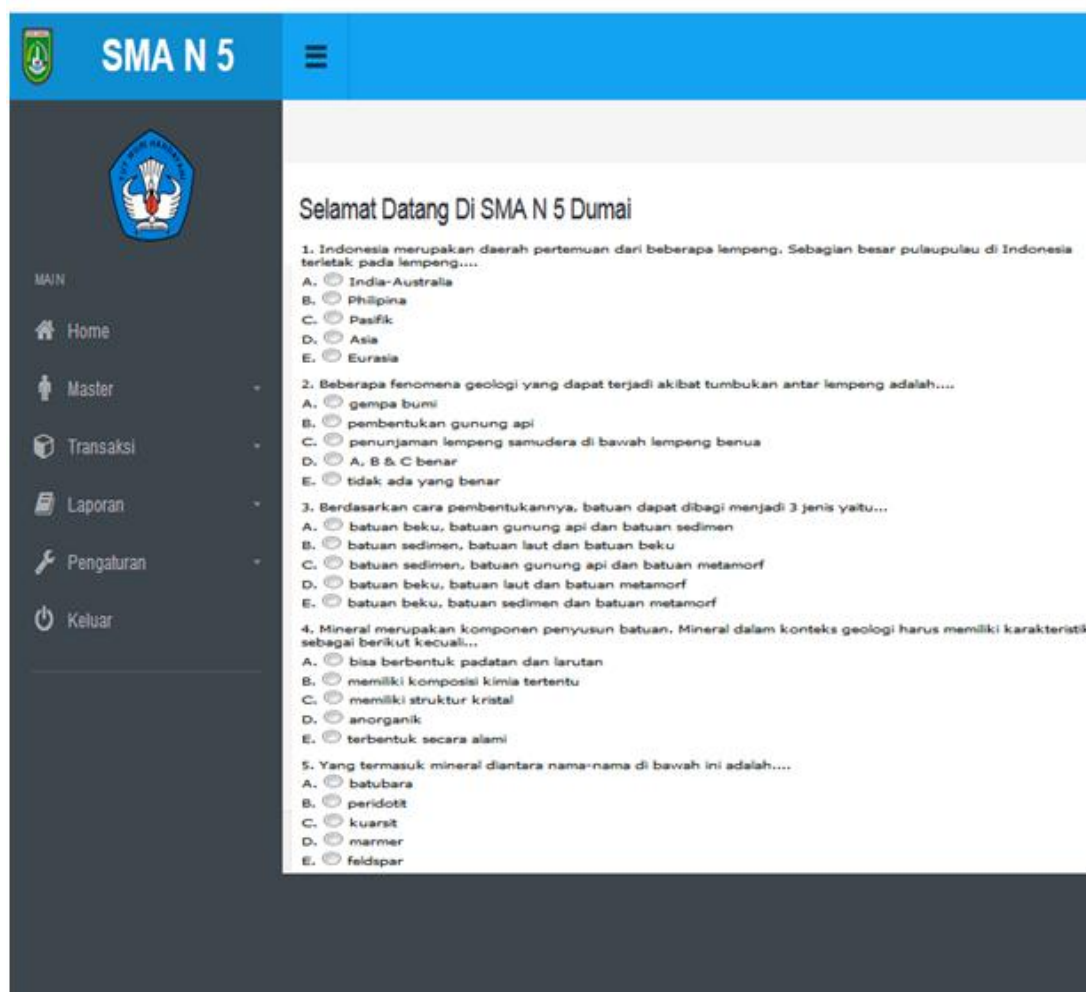 SMA N 5
TUT WURI HANDAYANI
MAIN
Home
Master
Transaksi
Laporan
Pengaturan
Keluar
Selamat Datang Di SMA N 5 Dumai
1. Indonesia merupakan daerah pertemuan dari beberapa lempeng. Sebagian besar pulaupulau di Indonesia
terletak pada lempeng....
A. India-Australia
B. Philipina
C. Pasifik
D. Asia
E. Eurasia
2. Beberapa fenomena geologi yang dapat terjadi akibat tumbukan antar lempeng adalah....
A. gempa bumi
B. pembentukan gunung api
C. penunjaman lempeng samudera di bawah lempeng benua
D. A, B & C benar
E. tidak ada yang benar
3. Berdasarkan cara pembentukannya, batuan dapat dibagi menjadi 3 jenis yaitu...
A. batuan beku, batuan gunung api dan batuan sedimen
B. batuan sedimen, batuan laut dan batuan beku
C. batuan sedimen, batuan gunung api dan batuan metamorf
D. batuan beku, batuan laut dan batuan metamorf
E. batuan beku, batuan sedimen dan batuan metamorf
4. Mineral merupakan komponen penyusun batuan. Mineral dalam konteks geologi harus memiliki karakteristik
sebagai berikut kecuali...
A. bisa berbentuk padatan dan larutan
B. memiliki komposisi kimia tertentu
C. memiliki struktur kristal
D. anorganik
E. terbentuk secara alami
5. Yang termasuk mineral diantara nama-nama di bawah ini adalah....
A. batubara
B. peridotit
C. kuarsit
D. marmer
E. feldspar